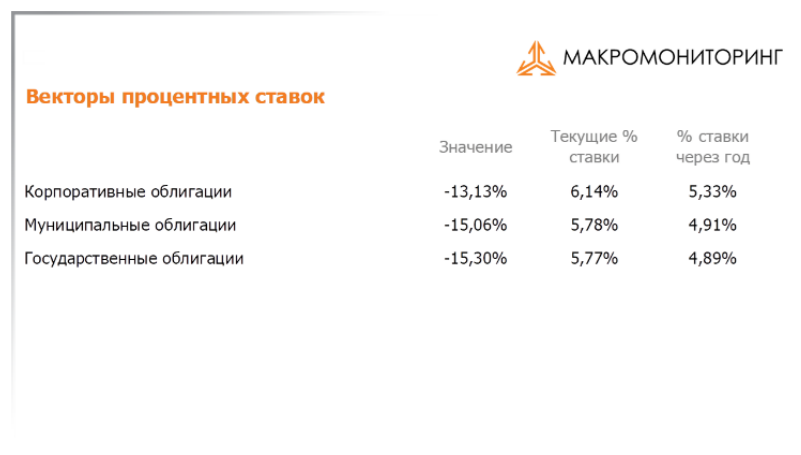 МАКРОМОНИТОРИНГ
Векторы процентных ставок
Значение Текущие % ставки % ставки через год
Корпоративные облигации -13,13% 6,14% 5,33%
Муниципальные облигации -15,06% 5,78% 4,91%
Государственные облигации -15,30% 5,77% 4,89%